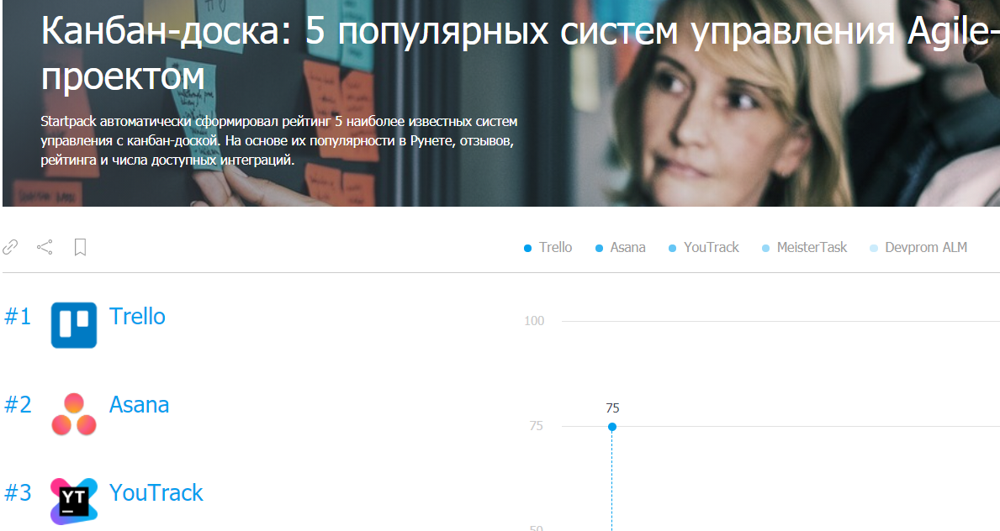 Канбан-доска: 5 популярных систем управления Agile-
проектом
Startpack автоматически сформировал рейтинг 5 наиболее известных систем
управления с канбан-доской. На основе их популярности в Рунете, отзывов,
рейтинга и числа доступных интеграций.
Trello Asana YouTrack MeisterTask Devprom ALM
#1 Trello
100
#2 Asana
75
75
#3 YT YouTrack
50